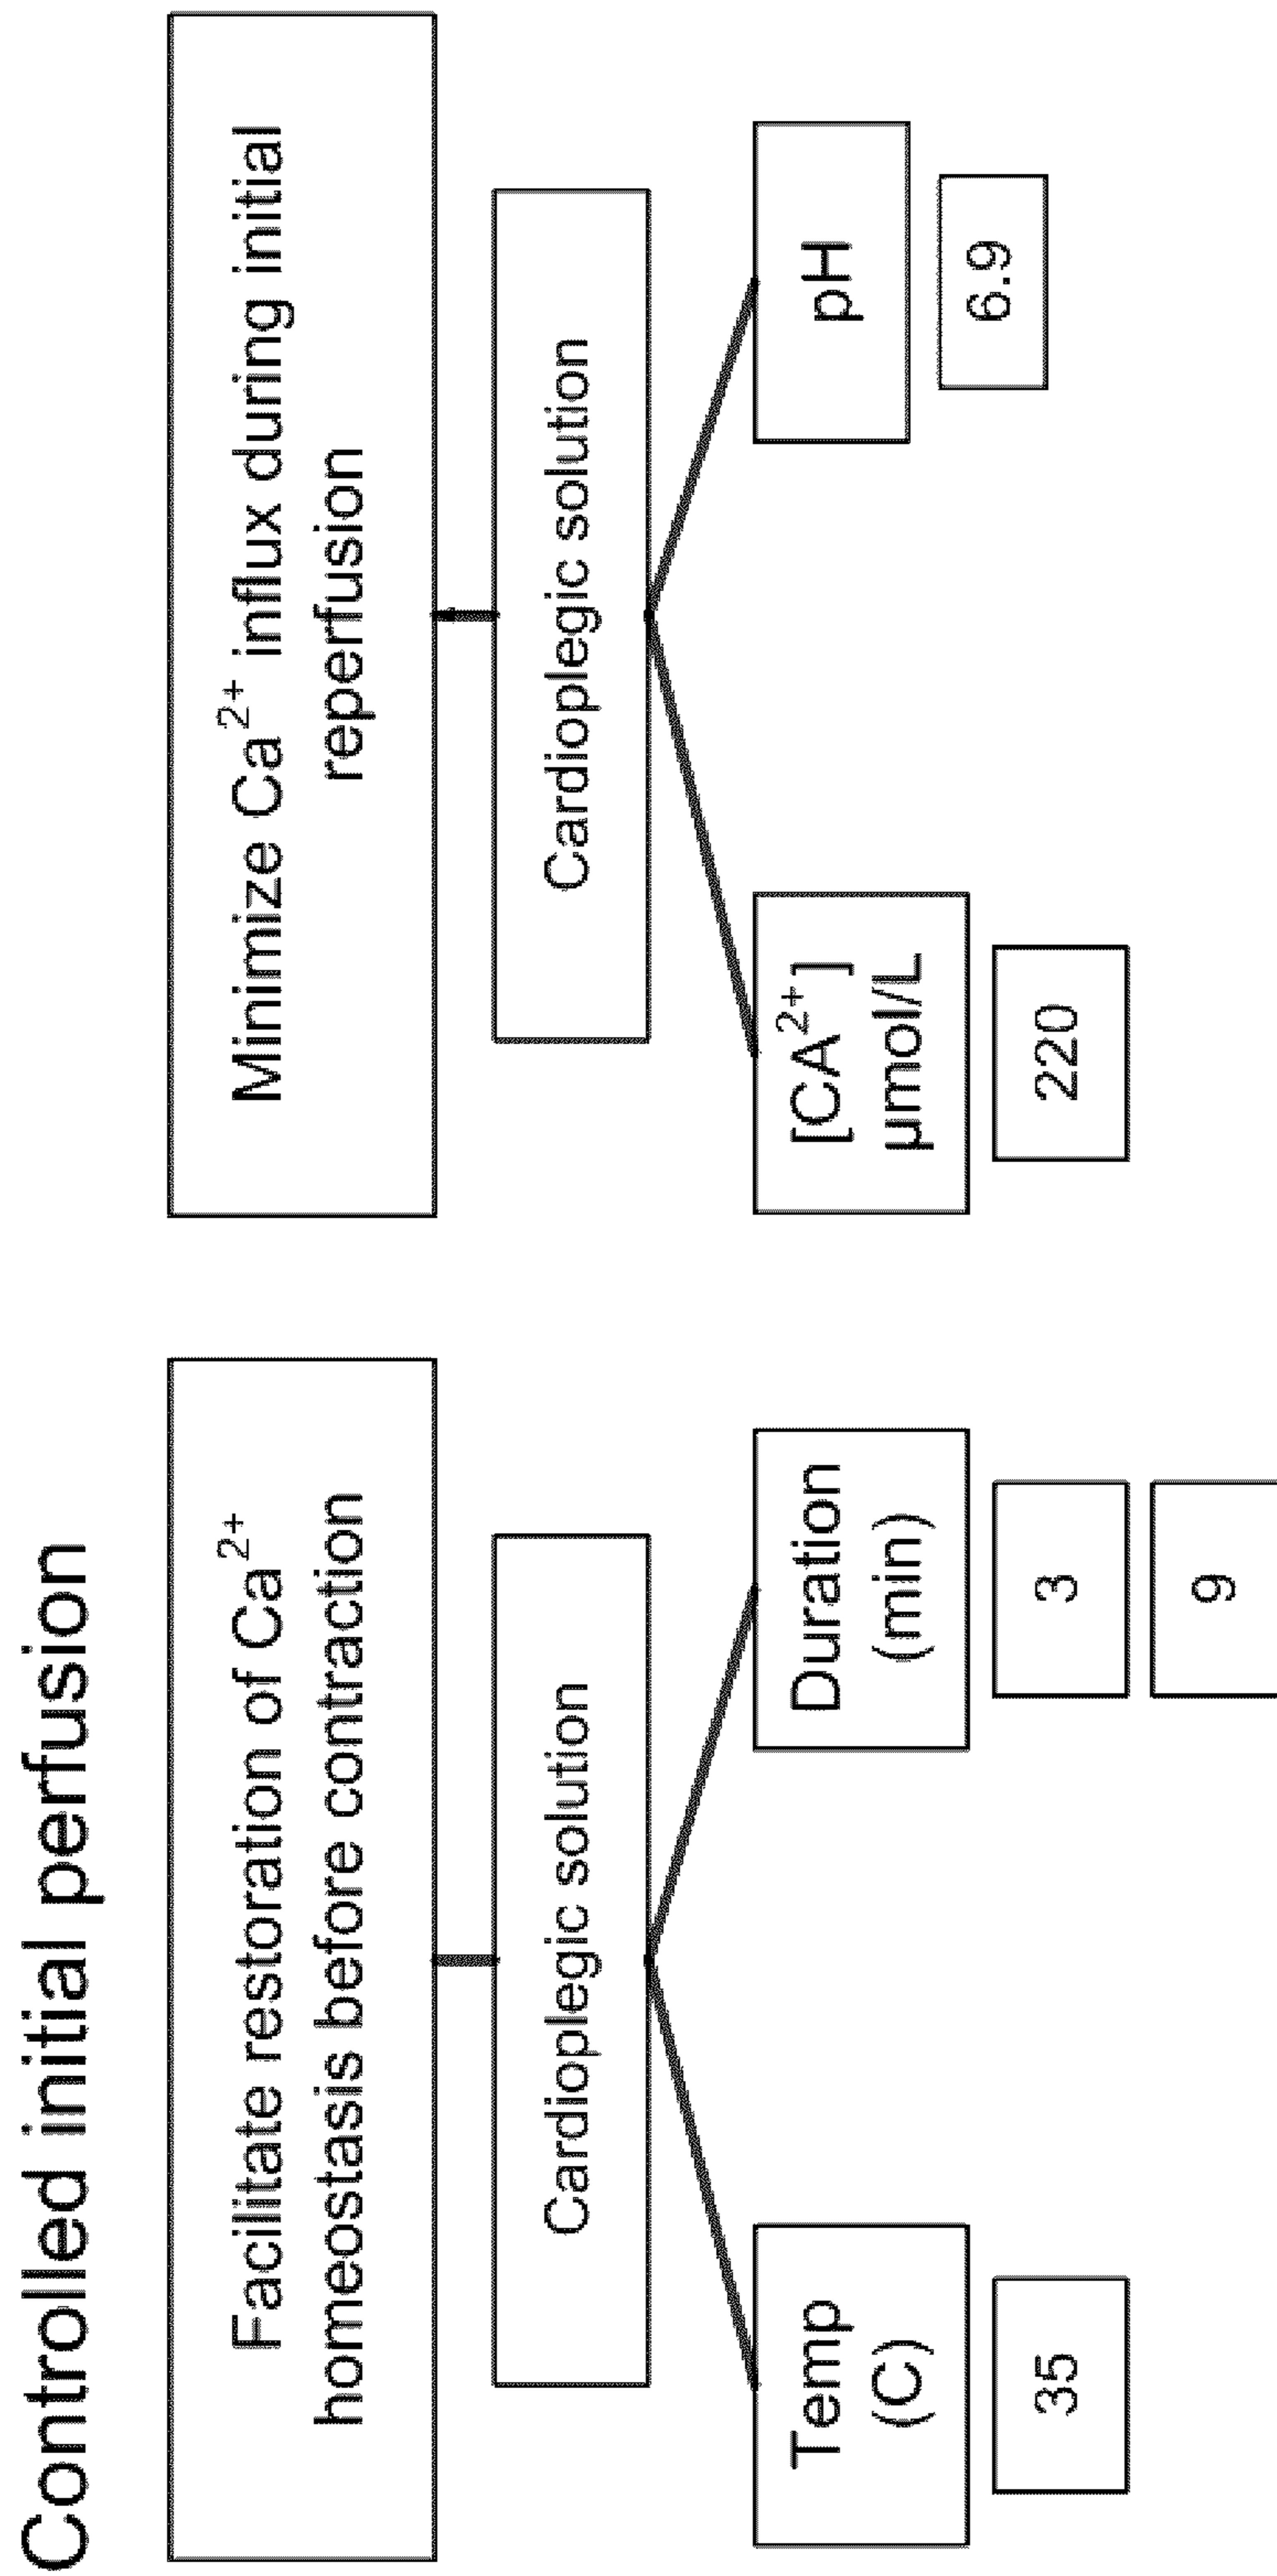 Controlled initial perfusion
Facilitate restoration of Ca²⁺
homeostasis before contraction
Cardioplegic solution
Temp
(C)
35
Duration
(min)
3
9
Minimize Ca²⁺ influx during initial
reperfusion
Cardioplegic solution
[CA²⁺]
µmol/L
220
pH
6.9